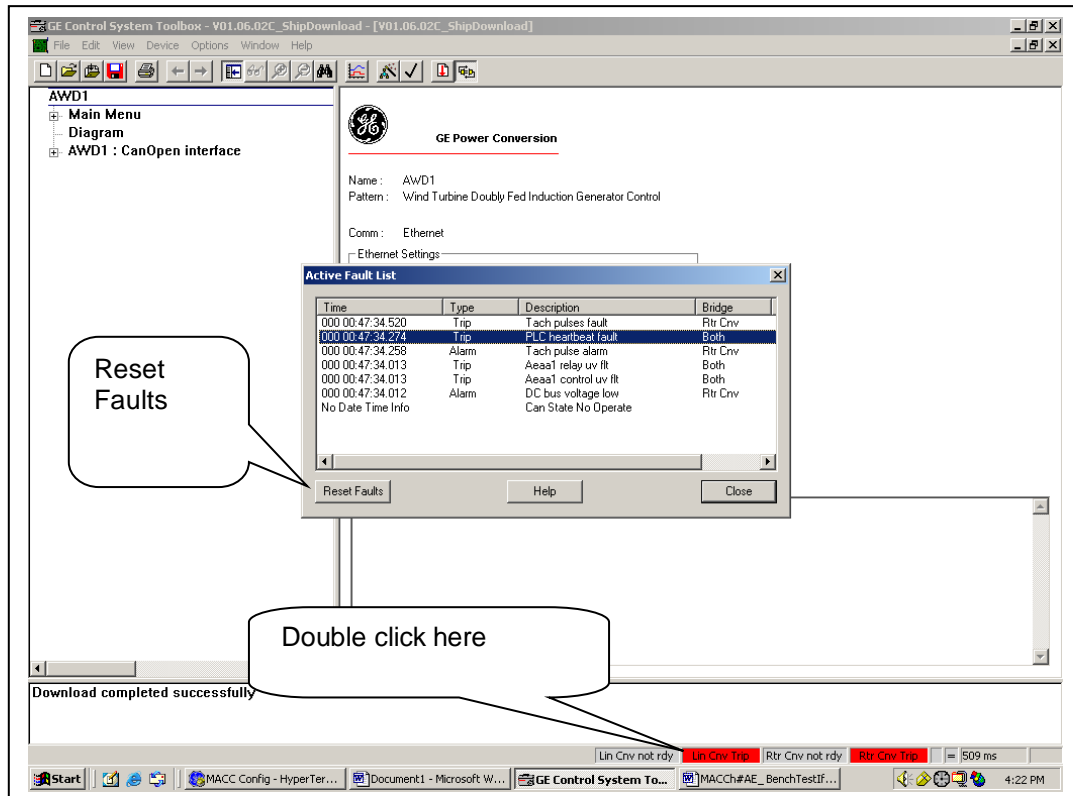 GE Control System Toolbox - V01.06.02C_ShipDownload - [V01.06.02C_ShipDownload]
File Edit View Device Options Window Help
AWD1
Main Menu
Diagram
AWD1 : CanOpen interface
GE Power Conversion
Name : AWD1
Pattern : Wind Turbine Doubly Fed Induction Generator Control
Comm : Ethernet
Ethernet Settings
Active Fault List
Time Type Description Bridge
000 00:47:34.520 Trip Tach pulses fault Rtr Cnv
000 00:47:34.274 Trip PLC heartbeat fault Both
000 00:47:34.258 Alarm Tach pulse alarm Rtr Cnv
000 00:47:34.013 Trip Aeaa1 relay uv flt Both
000 00:47:34.013 Trip Aeaa1 control uv flt Both
000 00:47:34.012 Alarm DC bus voltage low Rtr Cnv
No Date Time Info Can State No Operate
Reset Faults Help Close
Reset
Faults
Double click here
Download completed successfully
Lin Cnv not rdy Lin Cnv Trip Rtr Cnv not rdy Rtr Cnv Trip = 509 ms
Start MACC Config - HyperTer... Document1 - Microsoft W... GE Control System To... MACCh#AE_BenchTestIf... 4:22 PM